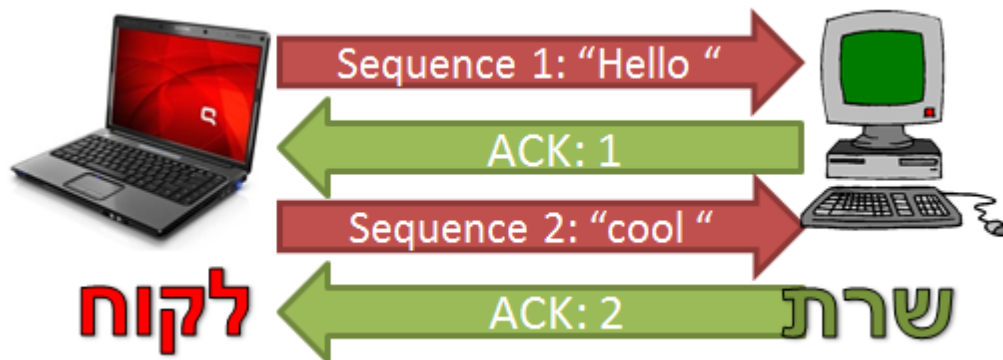 Sequence 1: “Hello “
ACK: 1
Sequence 2: “cool “
ACK: 2
לקוח
שרת